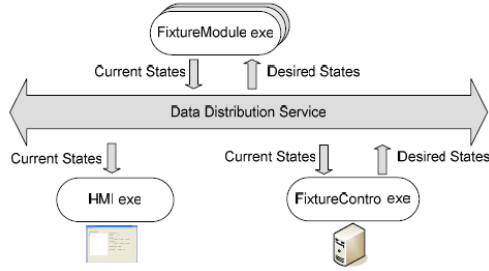 FixtureModule exe
Current States
Desired States
Data Distribution Service
Current States
Current States
Desired States
HMI exe
FixtureContro exe